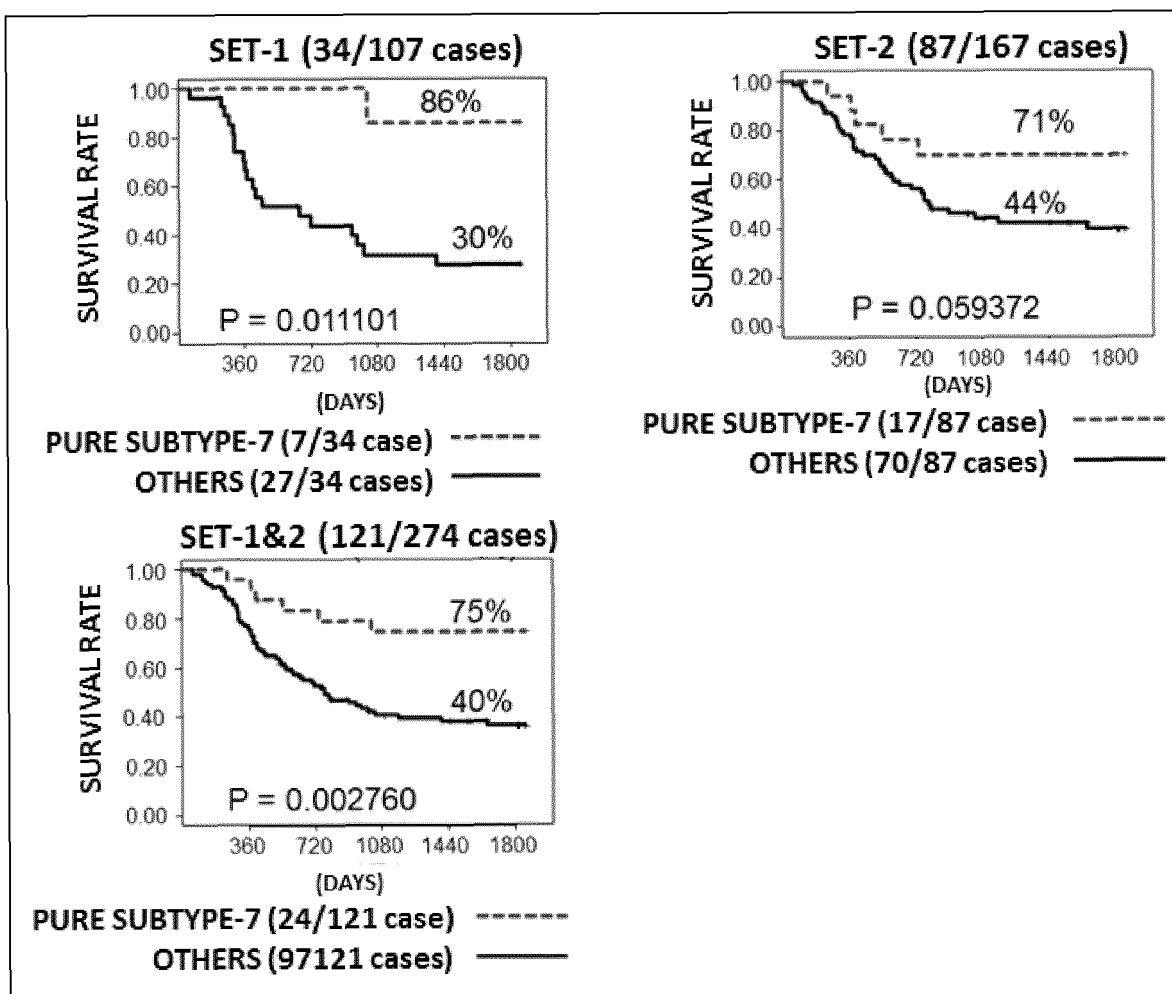 SET-1 (34/107 cases)
SURVIVAL RATE
1.00
0.80
0.60
0.40
0.20
0.00
86%
30%
P = 0.011101
360 720 1080 1440 1800
(DAYS)
PURE SUBTYPE-7 (7/34 case)
OTHERS (27/34 cases)
SET-2 (87/167 cases)
SURVIVAL RATE
1.00
0.80
0.60
0.40
0.20
0.00
71%
44%
P = 0.059372
360 720 1080 1440 1800
(DAYS)
PURE SUBTYPE-7 (17/87 case)
OTHERS (70/87 cases)
SET-1&2 (121/274 cases)
SURVIVAL RATE
1.00
0.80
0.60
0.40
0.20
0.00
75%
40%
P = 0.002760
360 720 1080 1440 1800
(DAYS)
PURE SUBTYPE-7 (24/121 case)
OTHERS (97121 cases)